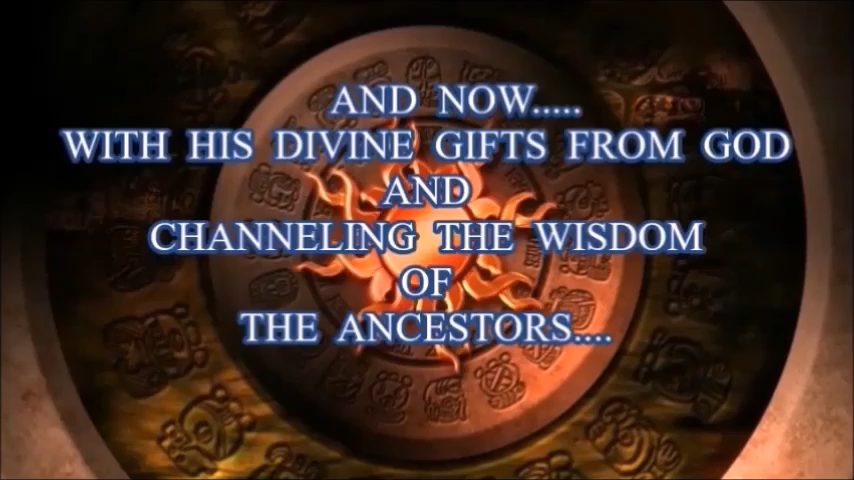 AND NOW.....
WITH HIS DIVINE GIFTS FROM GOD
AND
CHANNELING THE WISDOM
OF
THE ANCESTORS....